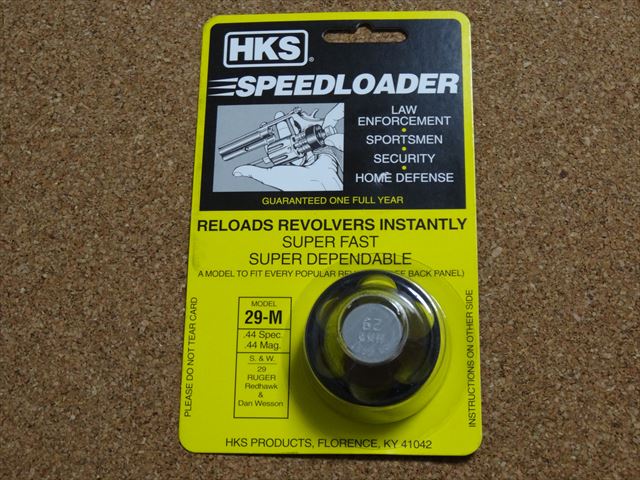 HKS®
SPEEDLOADER
LAW
ENFORCEMENT
•
SPORTSMEN
•
SECURITY
•
HOME DEFENSE
GUARANTEED ONE FULL YEAR
RELOADS REVOLVERS INSTANTLY
SUPER FAST
SUPER DEPENDABLE
A MODEL TO FIT EVERY POPULAR BACK PANEL)
PLEASE DO NOT TEAR CARD
MODEL
29-M
.44 Spec.
.44 Mag.
S. & W.
29
RUGER
Redhawk
&
Dan Wesson
29
HKS
INSTRUCTIONS ON OTHER SIDE
HKS PRODUCTS, FLORENCE, KY 41042